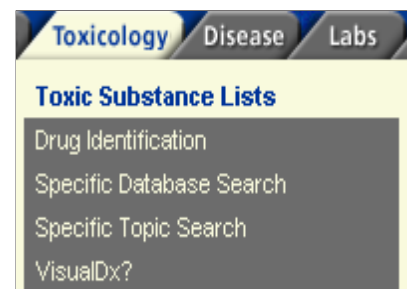 Toxicology Disease Labs
Toxic Substance Lists
Drug Identification
Specific Database Search
Specific Topic Search
VisualDx?